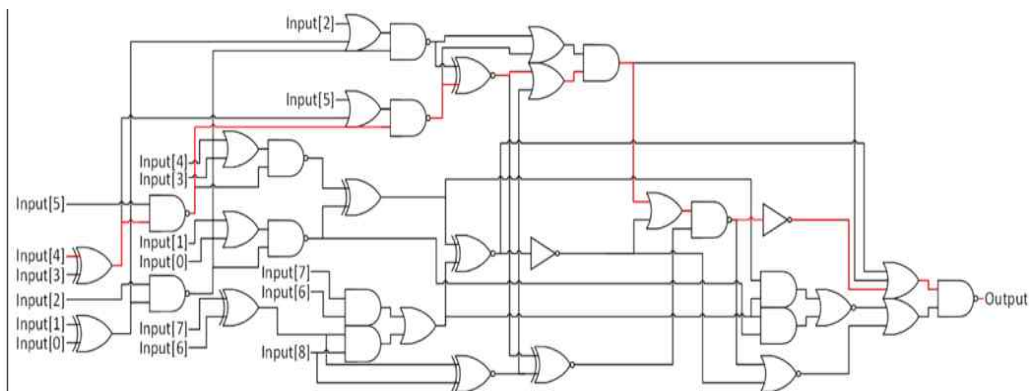 Input[2]
Input[5]
Input[4]
Input[3]
Input[5]
Input[1]
Input[0]
Input[4]
Input[3]
Input[7]
Input[6]
Input[2]
Input[1]
Input[0]
Input[7]
Input[6]
Input[8]
Output